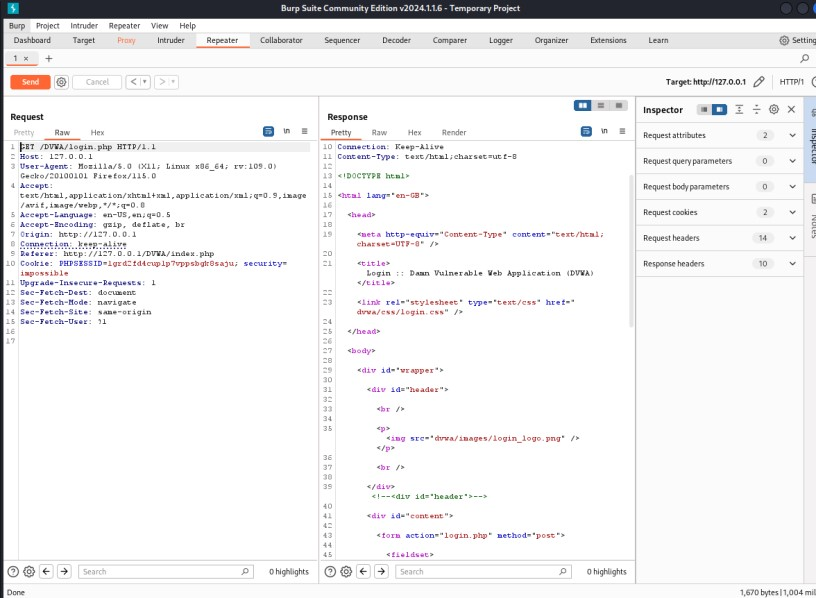 Burp Suite Community Edition v2024.1.1.6 - Temporary Project
Burp Project Intruder Repeater View Help
Dashboard Target Proxy Intruder Repeater Collaborator Sequencer Decoder Comparer Logger Organizer Extensions Learn Setting
1 × +
Send Cancel < > Target: http://127.0.0.1 HTTP/1
Request
Pretty Raw Hex \n
1 GET /DVWA/login.php HTTP/1.1
2 Host: 127.0.0.1
3 User-Agent: Mozilla/5.0 (X11; Linux x86_64; rv:109.0)
Gecko/20100101 Firefox/115.0
4 Accept:
text/html,application/xhtml+xml,application/xml;q=0.9,image
/avif,image/webp,*/*;q=0.8
5 Accept-Language: en-US,en;q=0.5
6 Accept-Encoding: gzip, deflate, br
7 Origin: http://127.0.0.1
8 Connection: keep-alive
9 Referer: http://127.0.0.1/DVWA/index.php
10 Cookie: PHPSESSID=lgrd2fd4cuplp7vppsbgk8saju; security=
impossible
11 Upgrade-Insecure-Requests: 1
12 Sec-Fetch-Dest: document
13 Sec-Fetch-Mode: navigate
14 Sec-Fetch-Site: same-origin
15 Sec-Fetch-User: ?1
16
17
Search 0 highlights
Response
Pretty Raw Hex Render \n
10 Connection: Keep-Alive
11 Content-Type: text/html;charset=utf-8
12
13 <!DOCTYPE html>
14
15 <html lang="en-GB">
16
17 <head>
18
19 <meta http-equiv="Content-Type" content="text/html;
charset=UTF-8" />
20
21 <title>
Login :: Damn Vulnerable Web Application (DVWA)
</title>
22
23 <link rel="stylesheet" type="text/css" href="
dvwa/css/login.css" />
24
25 </head>
26
27 <body>
28
29 <div id="wrapper">
30
31 <div id="header">
32
33 <br />
34
35 <p>
<img src="dvwa/images/login_logo.png" />
</p>
36
37 <br />
38
39 </div>
<!--<div id="header">-->
40
41 <div id="content">
42
43 <form action="login.php" method="post">
44
45 <fieldset>
Search 0 highlights
Inspector
Request attributes 2
Request query parameters 0
Request body parameters 0
Request cookies 2
Request headers 14
Response headers 10
Inspector
Notes
Done 1,670 bytes | 1,004 mil